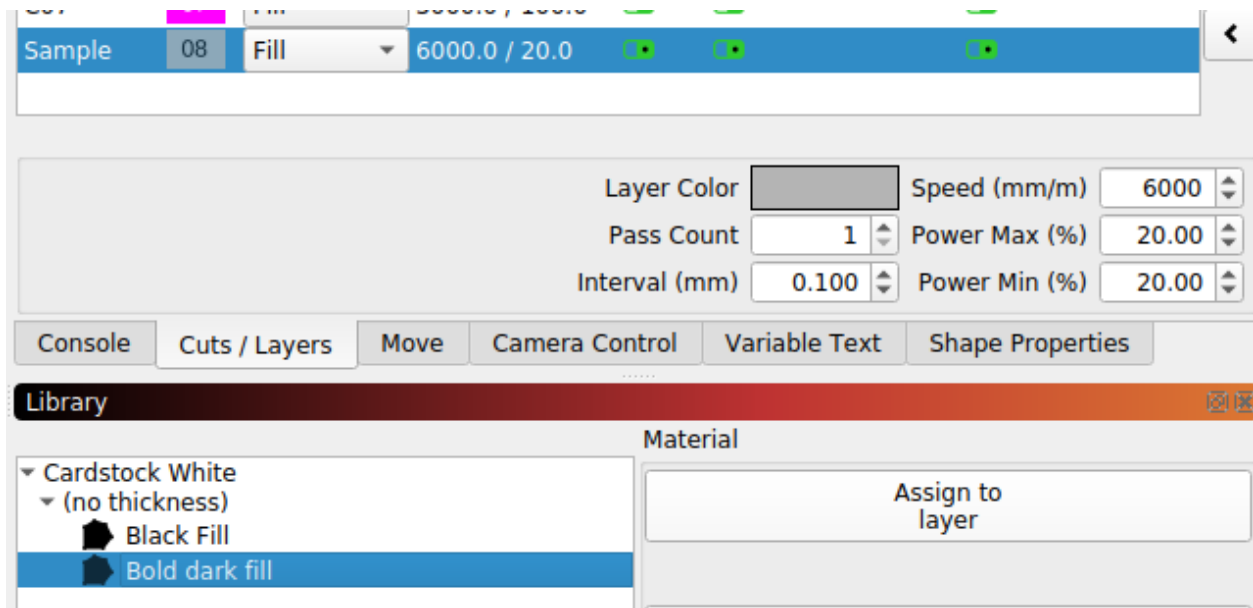 Sample 08 Fill 6000.0 / 20.0
Layer Color Speed (mm/m) 6000
Pass Count 1 Power Max (%) 20.00
Interval (mm) 0.100 Power Min (%) 20.00
Console Cuts / Layers Move Camera Control Variable Text Shape Properties
Library
Material
Cardstock White
(no thickness)
Black Fill
Bold dark fill
Assign to
layer